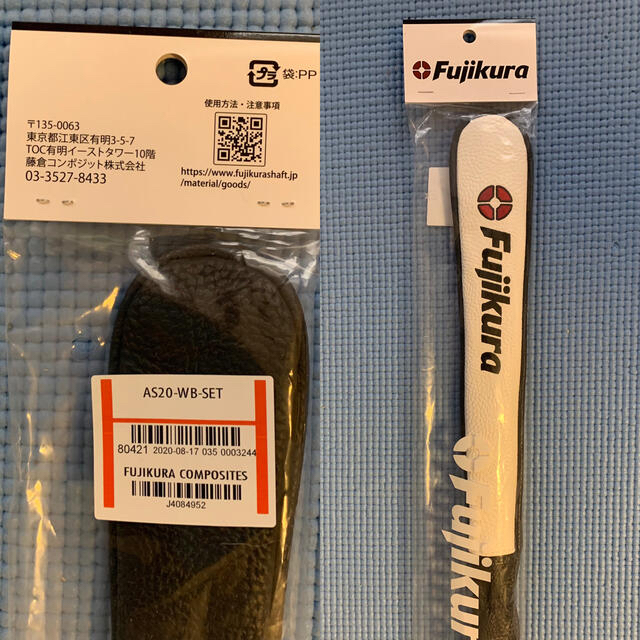 プラ
袋:PP
使用方法・注意事項
〒135-0063
東京都江東区有明3-5-7
TOC有明イーストタワー10階
藤倉コンポジット株式会社
03-3527-8433
https://www.fujikurashaft.jp
/material/goods/
AS20-WB-SET
80421 2020-08-17 035 0003244
FUJIKURA COMPOSITES
J4084952
Fujikura
Fujikura
Fujikura